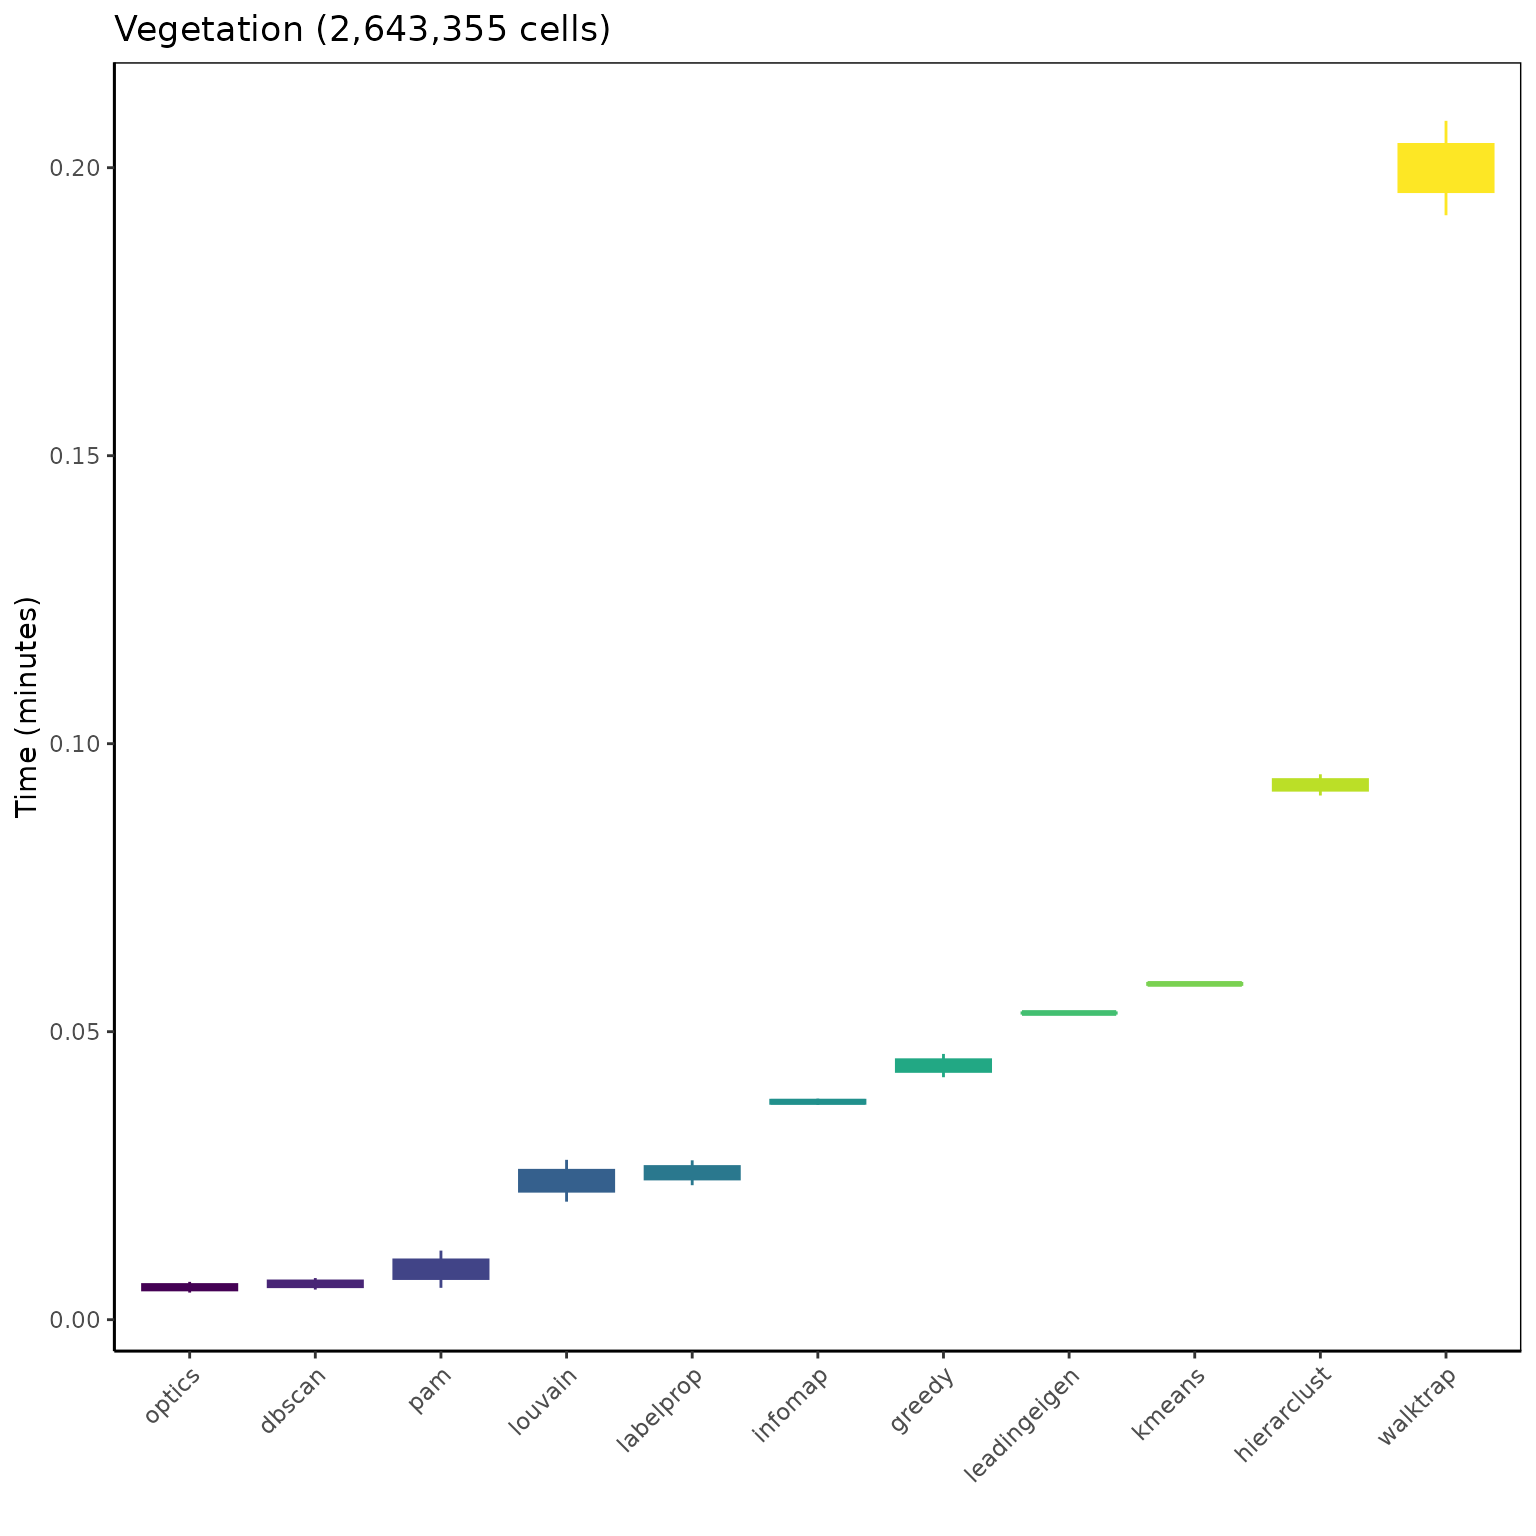 Vegetation (2,643,355 cells)
Time (minutes)
0.20
0.15
0.10
0.05
0.00
optics
dbscan
pam
louvain
labelprop
infomap
greedy
leadingeigen
kmeans
hierarclust
walktrap